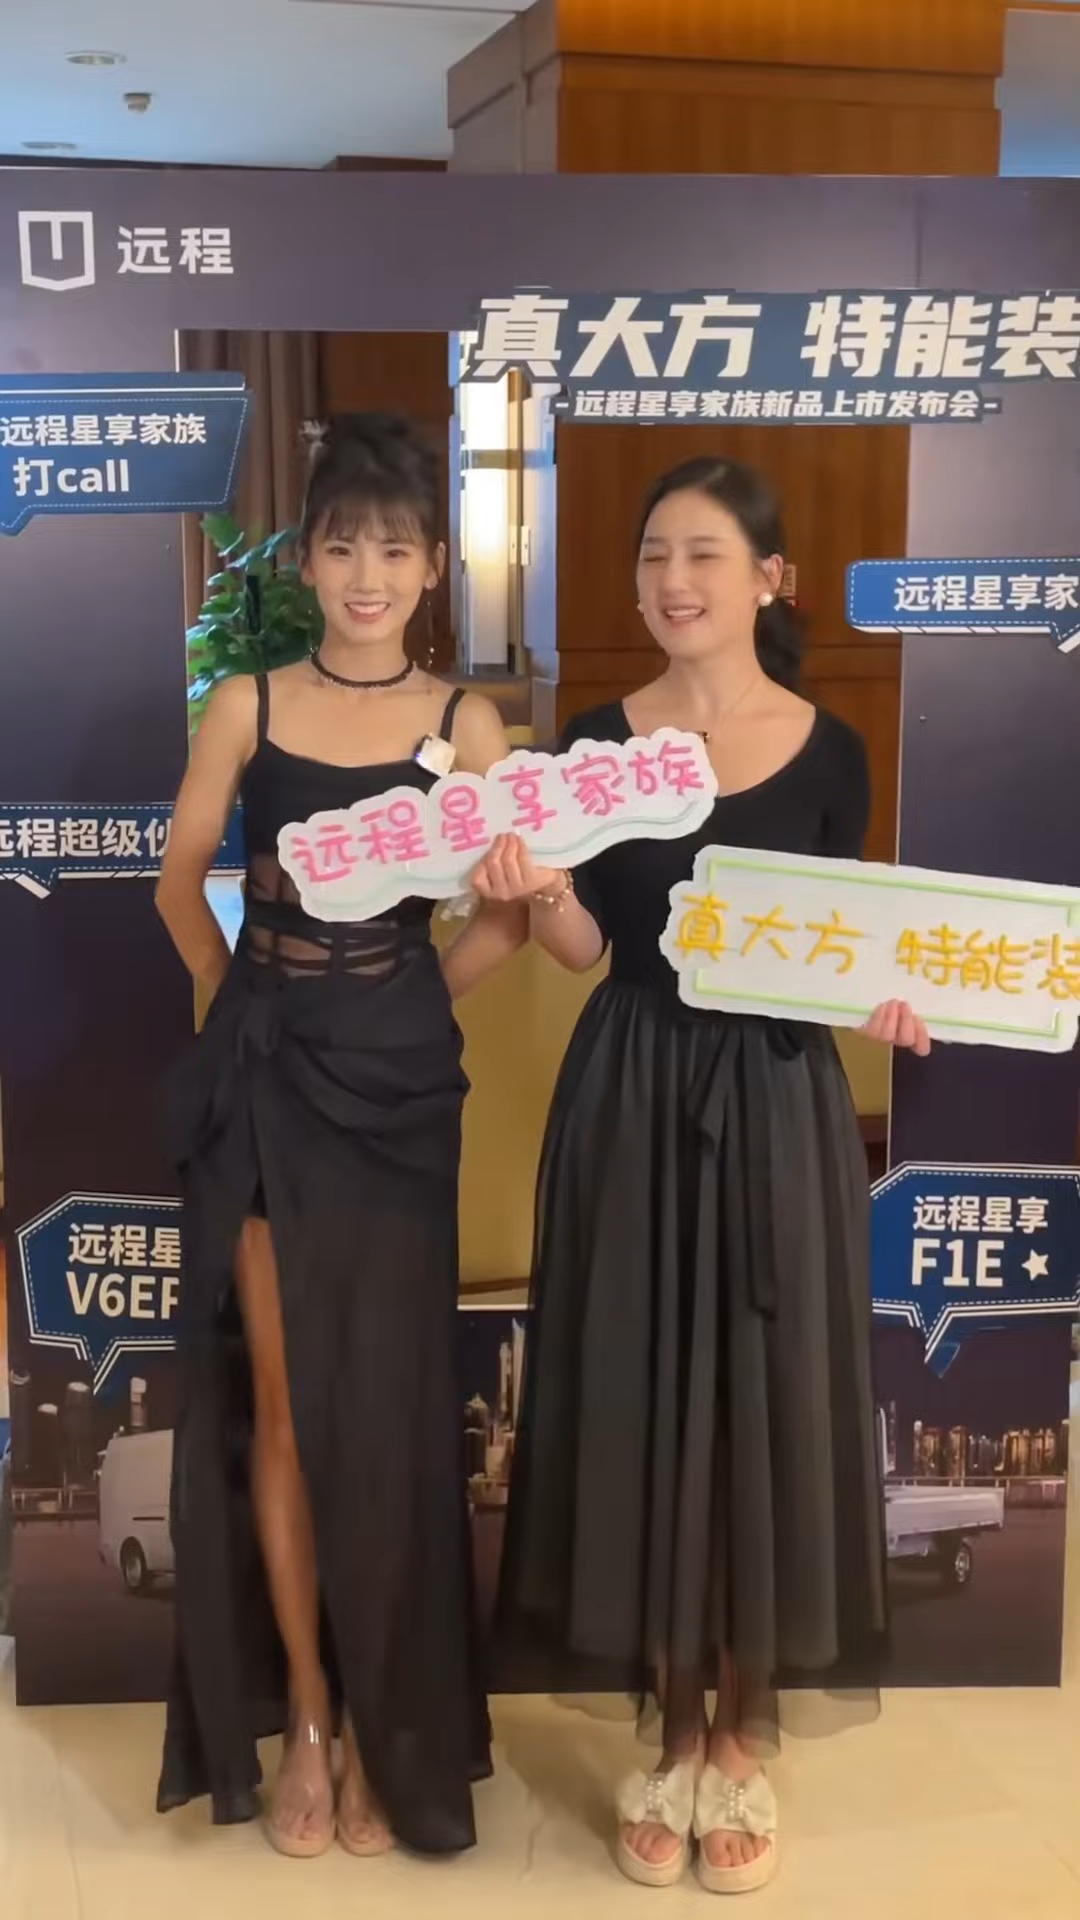 远程
真大方 特能装
-远程星享家族新品上市发布会-
远程星享家族
打call
远程星享家
远程星享家族
远程超级伙
真大方 特能装
远程星享
F1E
远程星
V6E